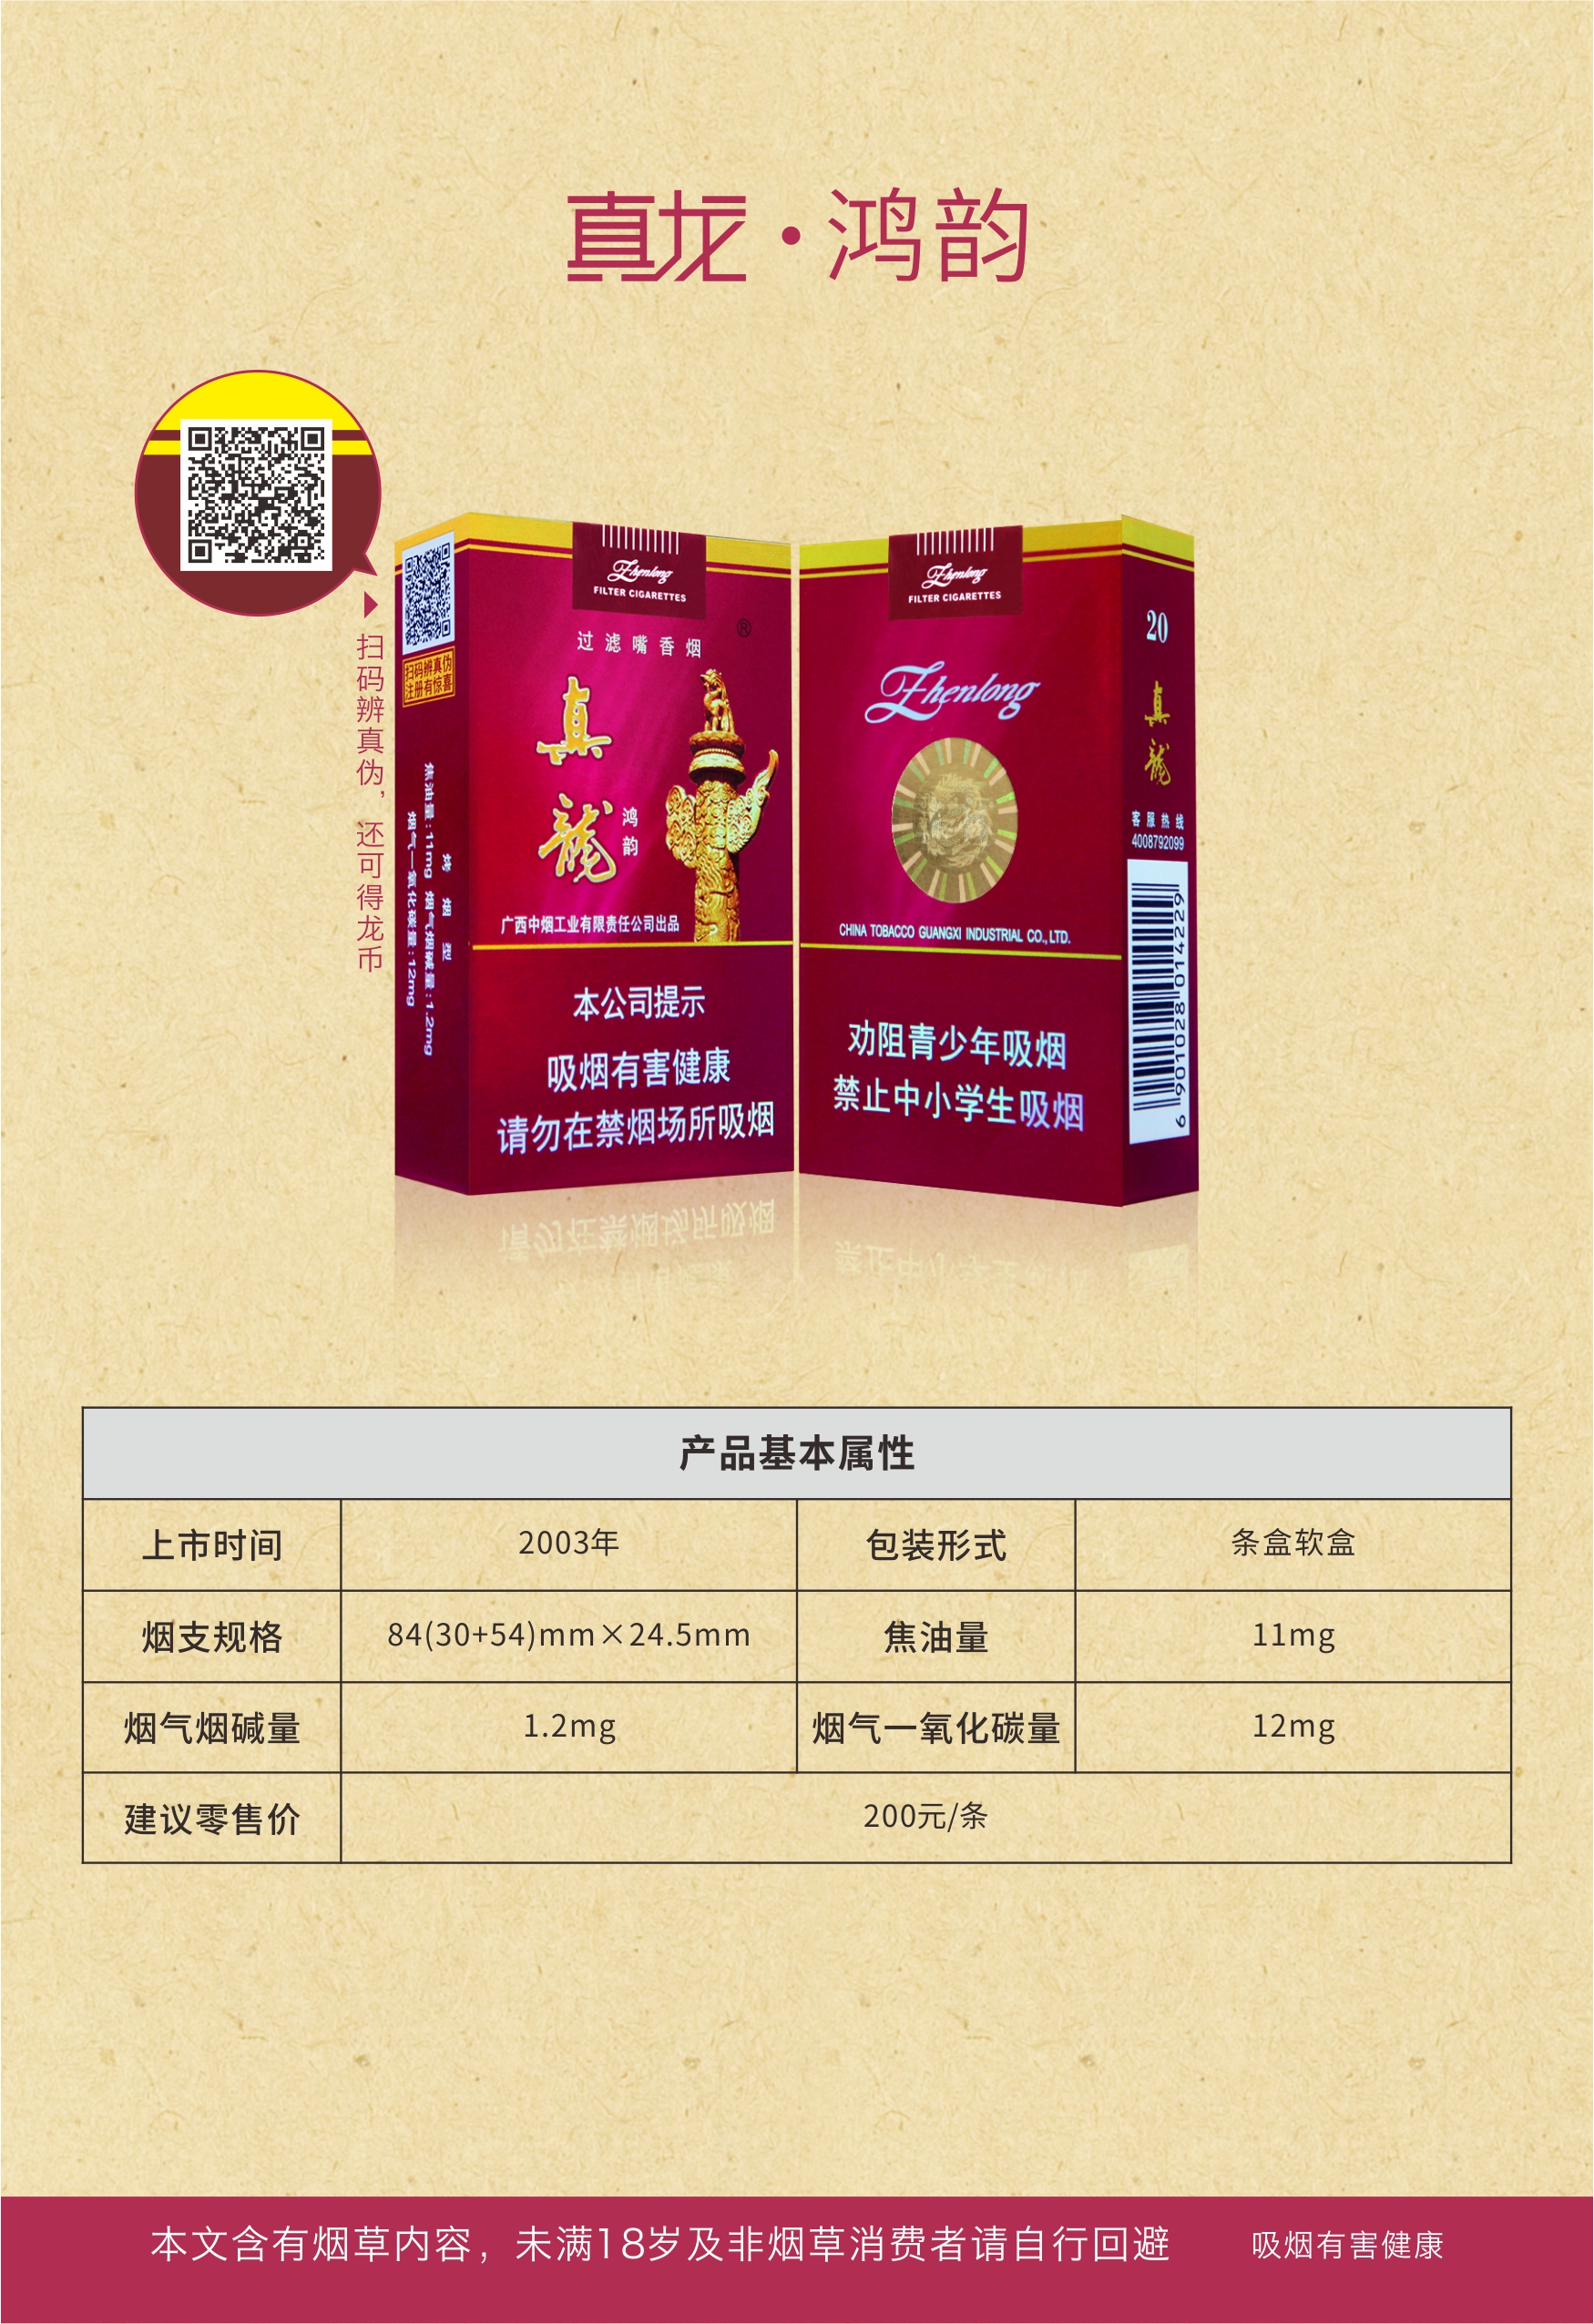 真龙·鸿韵
扫码辨真伪，还可得龙币
扫码辨真伪
注册有惊喜
烤烟型
焦油量:11mg 烟气烟碱量:1.2mg
烟气一氧化碳量:12mg
Zhenlong
FILTER CIGARETTES
过滤嘴香烟
®
真龍
鸿韵
广西中烟工业有限责任公司出品
本公司提示
吸烟有害健康
请勿在禁烟场所吸烟
Zhenlong
FILTER CIGARETTES
Zhenlong
CHINA TOBACCO GUANGXI INDUSTRIAL CO.,LTD.
劝阻青少年吸烟
禁止中小学生吸烟
20
真龍
客服热线
4008792099
6 901028 014229
产品基本属性
上市时间 2003年 包装形式 条盒软盒
烟支规格 84(30+54)mm×24.5mm 焦油量 11mg
烟气烟碱量 1.2mg 烟气一氧化碳量 12mg
建议零售价 200元/条
本文含有烟草内容，未满18岁及非烟草消费者请自行回避 吸烟有害健康